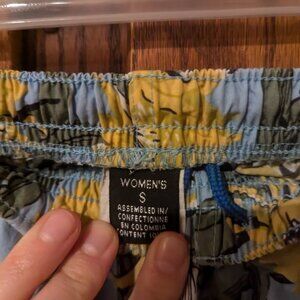 WOMEN'S
S
ASSEMBLED IN/
CONFECTIONNE
EN COLOMBIA